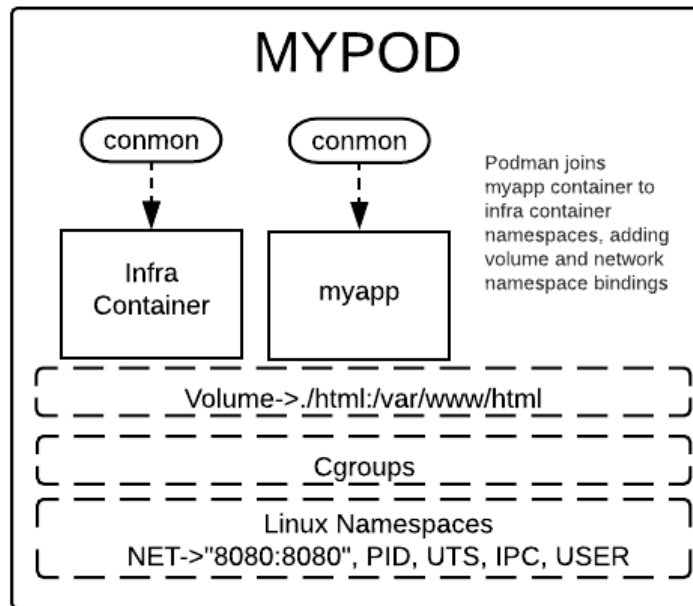 MYPOD
conmon
conmon
Podman joins
myapp container to
infra container
namespaces, adding
volume and network
namespace bindings
Infra
Container
myapp
Volume->./html:/var/www/html
Cgroups
Linux Namespaces
NET->"8080:8080", PID, UTS, IPC, USER